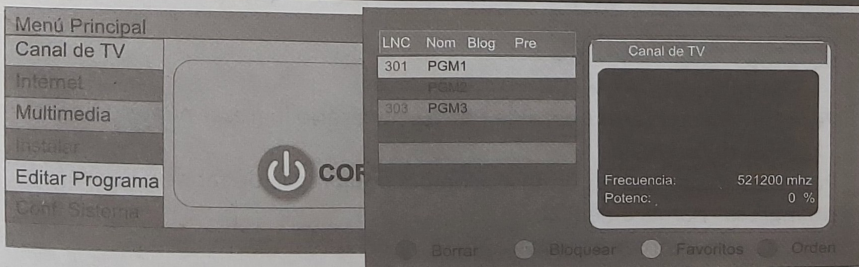 Menú Principal
Canal de TV
Internet
Multimedia
Instalar
Editar Programa
Conf. Sistema
COR
LNC Nom Blog Pre
301 PGM1
PGM2
303 PGM3
Canal de TV
Frecuencia: 521200 mhz
Potenc: 0 %
Borrar Bloquear Favoritos Orden